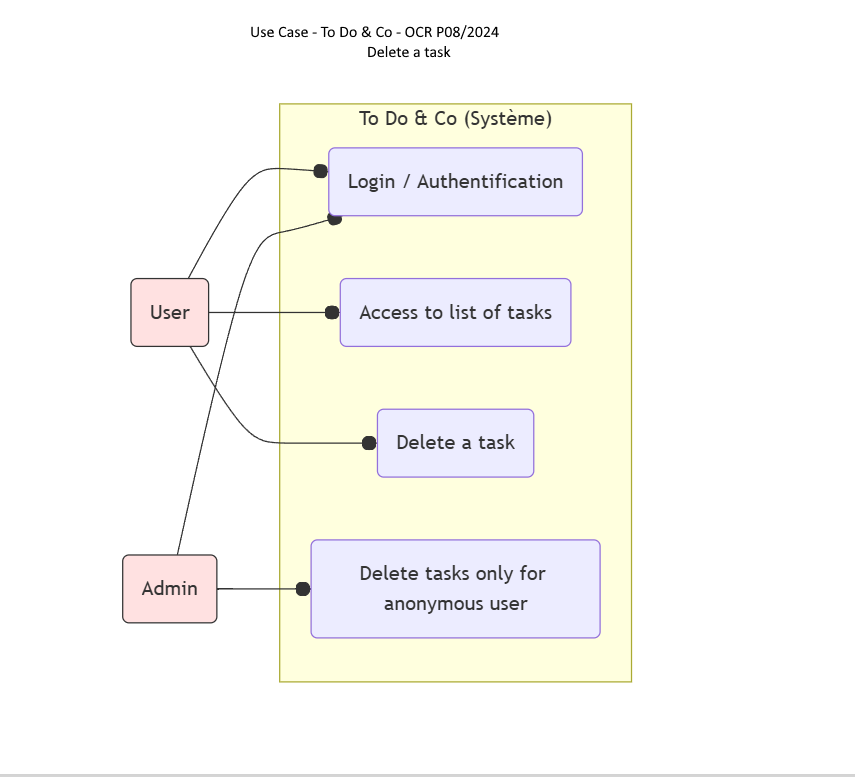 Use Case - To Do & Co - OCR P08/2024
Delete a task
To Do & Co (Système)
Login / Authentification
User
Access to list of tasks
Delete a task
Admin
Delete tasks only for
anonymous user